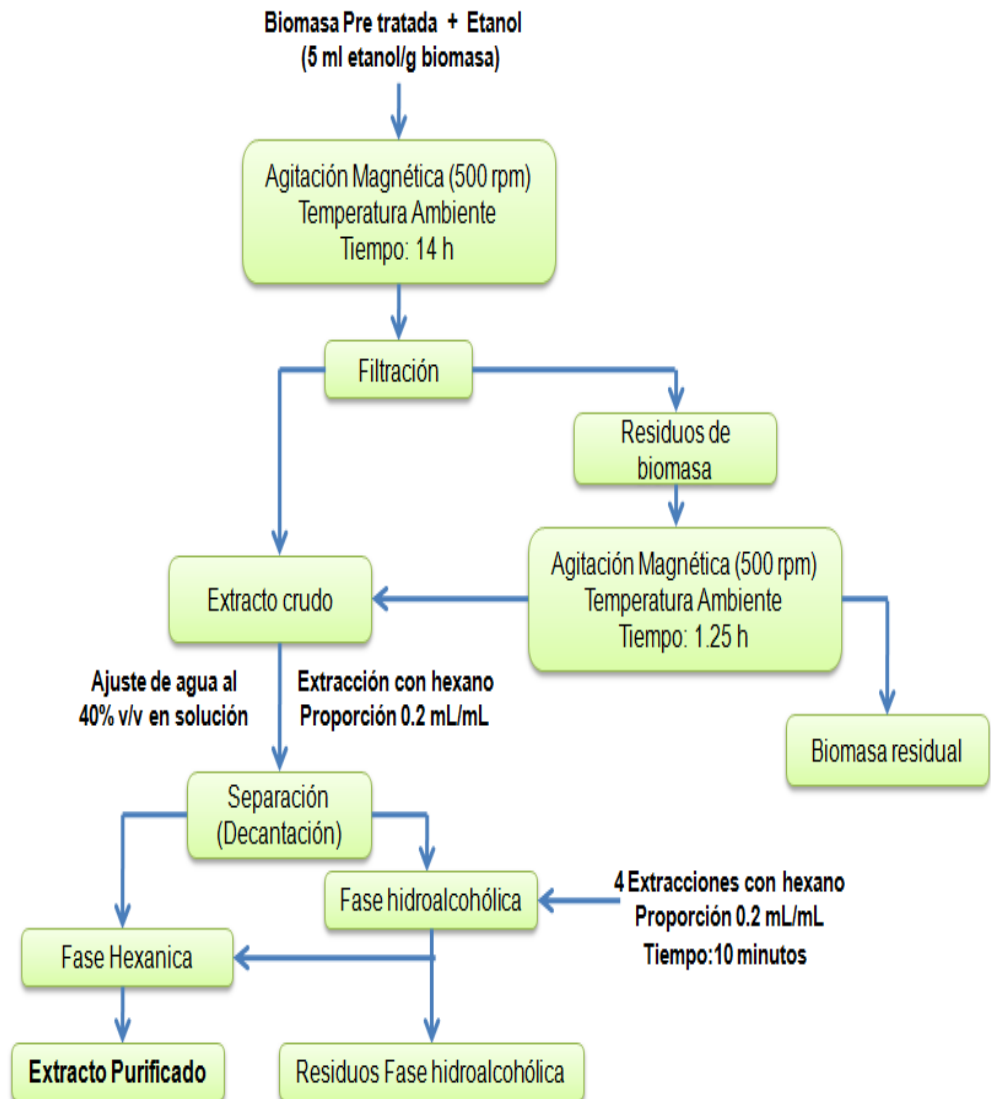 Biomasa Pre tratada + Etanol
(5 ml etanol/g biomasa)
Agitación Magnética (500 rpm)
Temperatura Ambiente
Tiempo: 14 h
Filtración
Residuos de
biomasa
Agitación Magnética (500 rpm)
Temperatura Ambiente
Tiempo: 1.25 h
Extracto crudo
Ajuste de agua al
40% v/v en solución
Extracción con hexano
Proporción 0.2 mL/mL
Biomasa residual
Separación
(Decantación)
Fase hidroalcohólica
4 Extracciones con hexano
Proporción 0.2 mL/mL
Tiempo:10 minutos
Fase Hexanica
Extracto Purificado
Residuos Fase hidroalcohólica